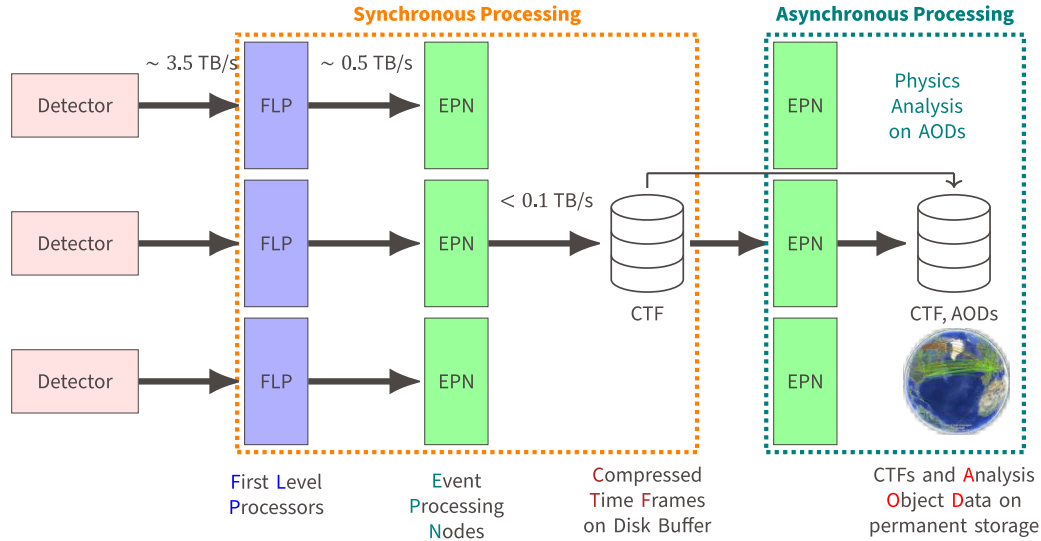 Synchronous Processing
Asynchronous Processing
∼ 3.5 TB/s
∼ 0.5 TB/s
Detector
FLP
EPN
EPN
Physics
Analysis
on AODs
< 0.1 TB/s
Detector
FLP
EPN
EPN
CTF
CTF, AODs
Detector
FLP
EPN
EPN
First Level
Processors
Event
Processing
Nodes
Compressed
Time Frames
on Disk Buffer
CTFs and Analysis
Object Data on
permanent storage